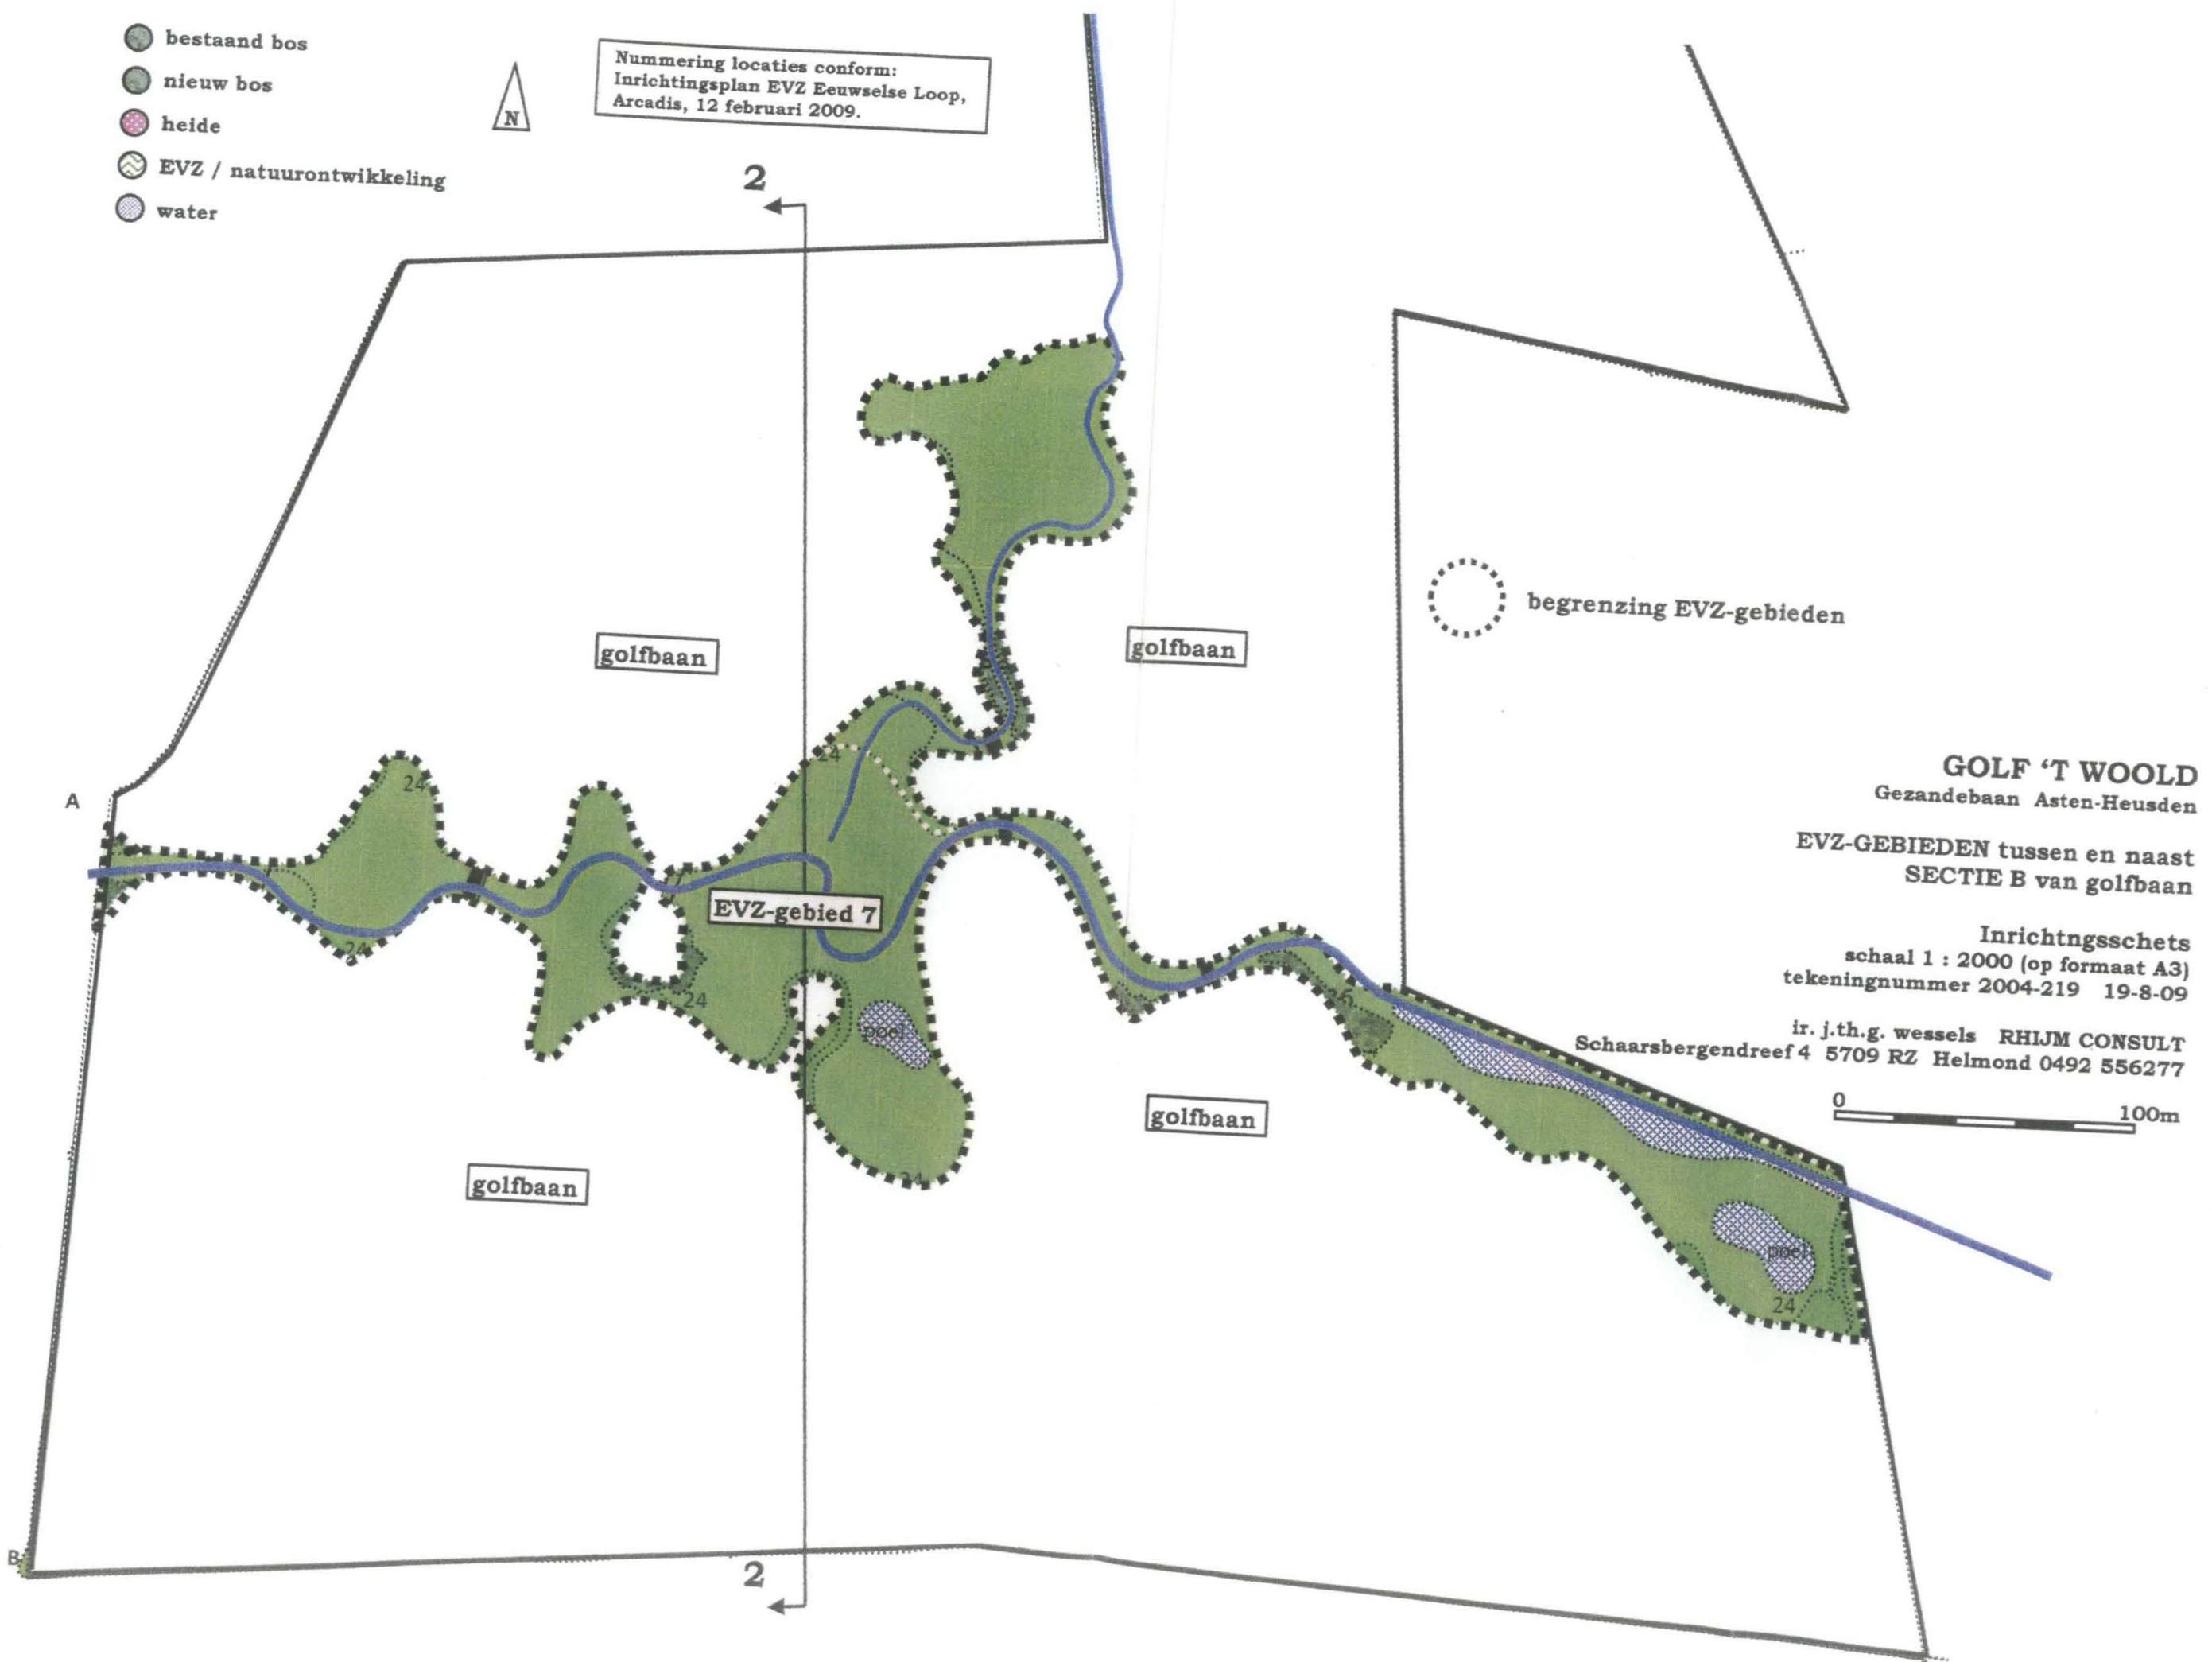 bestaand bos
nieuw bos
heide
EVZ / natuurontwikkeling
water
N
Nummering locaties conform:
Inrichtingsplan EVZ Eeuwselse Loop,
Arcadis, 12 februari 2009.
2
golfbaan
golfbaan
begrenzing EVZ-gebieden
A
24
24
24
24
EVZ-gebied 7
poel
24
golfbaan
golfbaan
poel
24
B
2
GOLF ‘T WOOLD
Gezandebaan Asten-Heusden
EVZ-GEBIEDEN tussen en naast
SECTIE B van golfbaan
Inrichtngsschets
schaal 1 : 2000 (op formaat A3)
tekeningnummer 2004-219 19-8-09
ir. j.th.g. wessels RHIJM CONSULT
Schaarsbergendreef 4 5709 RZ Helmond 0492 556277
0 100m